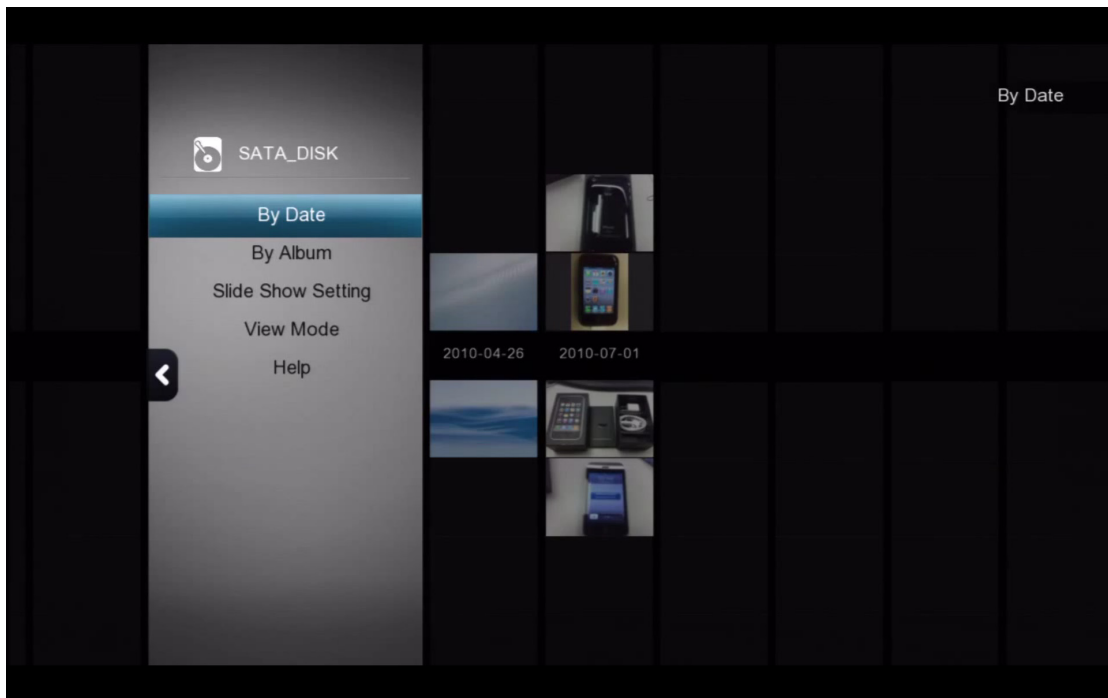 By Date
SATA_DISK
By Date
By Album
Slide Show Setting
View Mode
Help
2010-04-26 2010-07-01